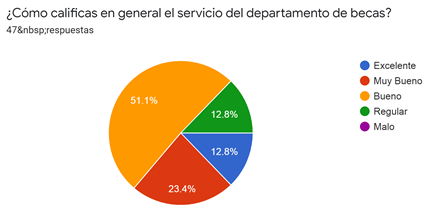 ¿Cómo calificas en general el servicio del departamento de becas?
47&nbsp;respuestas
Excelente
Muy Bueno
Bueno
Regular
Malo
51.1%
12.8%
12.8%
23.4%